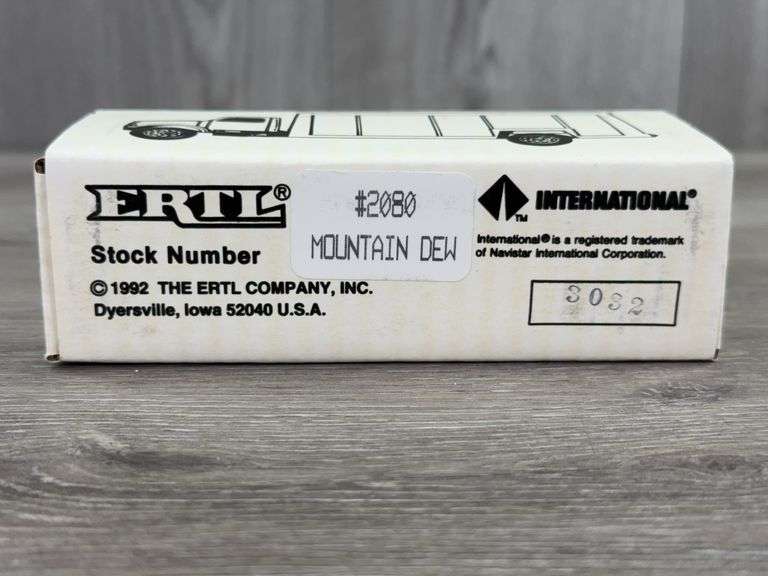 ERTL®
Stock Number
#2080
MOUNTAIN DEW
© 1992 THE ERTL COMPANY, INC.
Dyersville, Iowa 52040 U.S.A.
TM
INTERNATIONAL®
International® is a registered trademark
of Navistar International Corporation.
3032